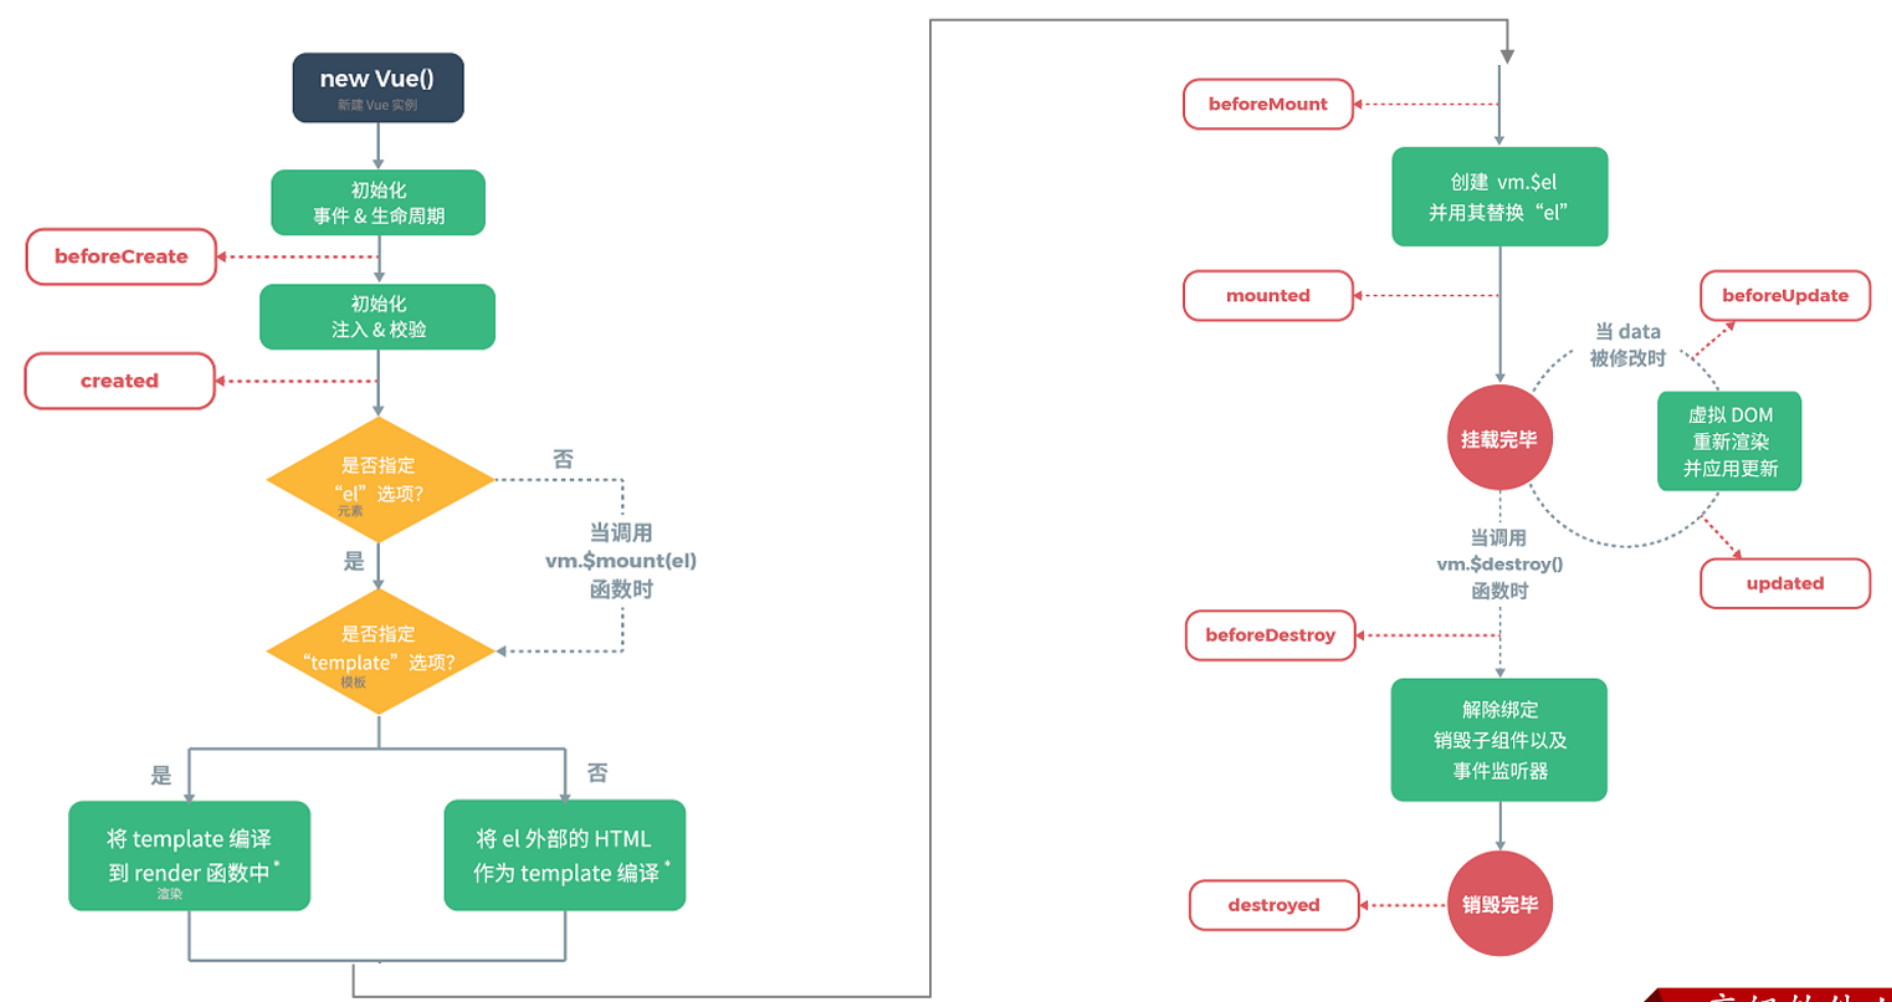 new Vue()
新建 Vue 实例
初始化
事件 & 生命周期
beforeCreate
初始化
注入 & 校验
created
是否指定
“el” 选项？
元素
否
是
当调用
vm.$mount(el)
函数时
是否指定
“template” 选项？
模板
是
否
将 template 编译
到 render 函数中*
渲染
将 el 外部的 HTML
作为 template 编译*
beforeMount
创建 vm.$el
并用其替换 “el”
mounted
beforeUpdate
当 data
被修改时
挂载完毕
虚拟 DOM
重新渲染
并应用更新
当调用
vm.$destroy()
函数时
updated
beforeDestroy
解除绑定
销毁子组件以及
事件监听器
destroyed
销毁完毕